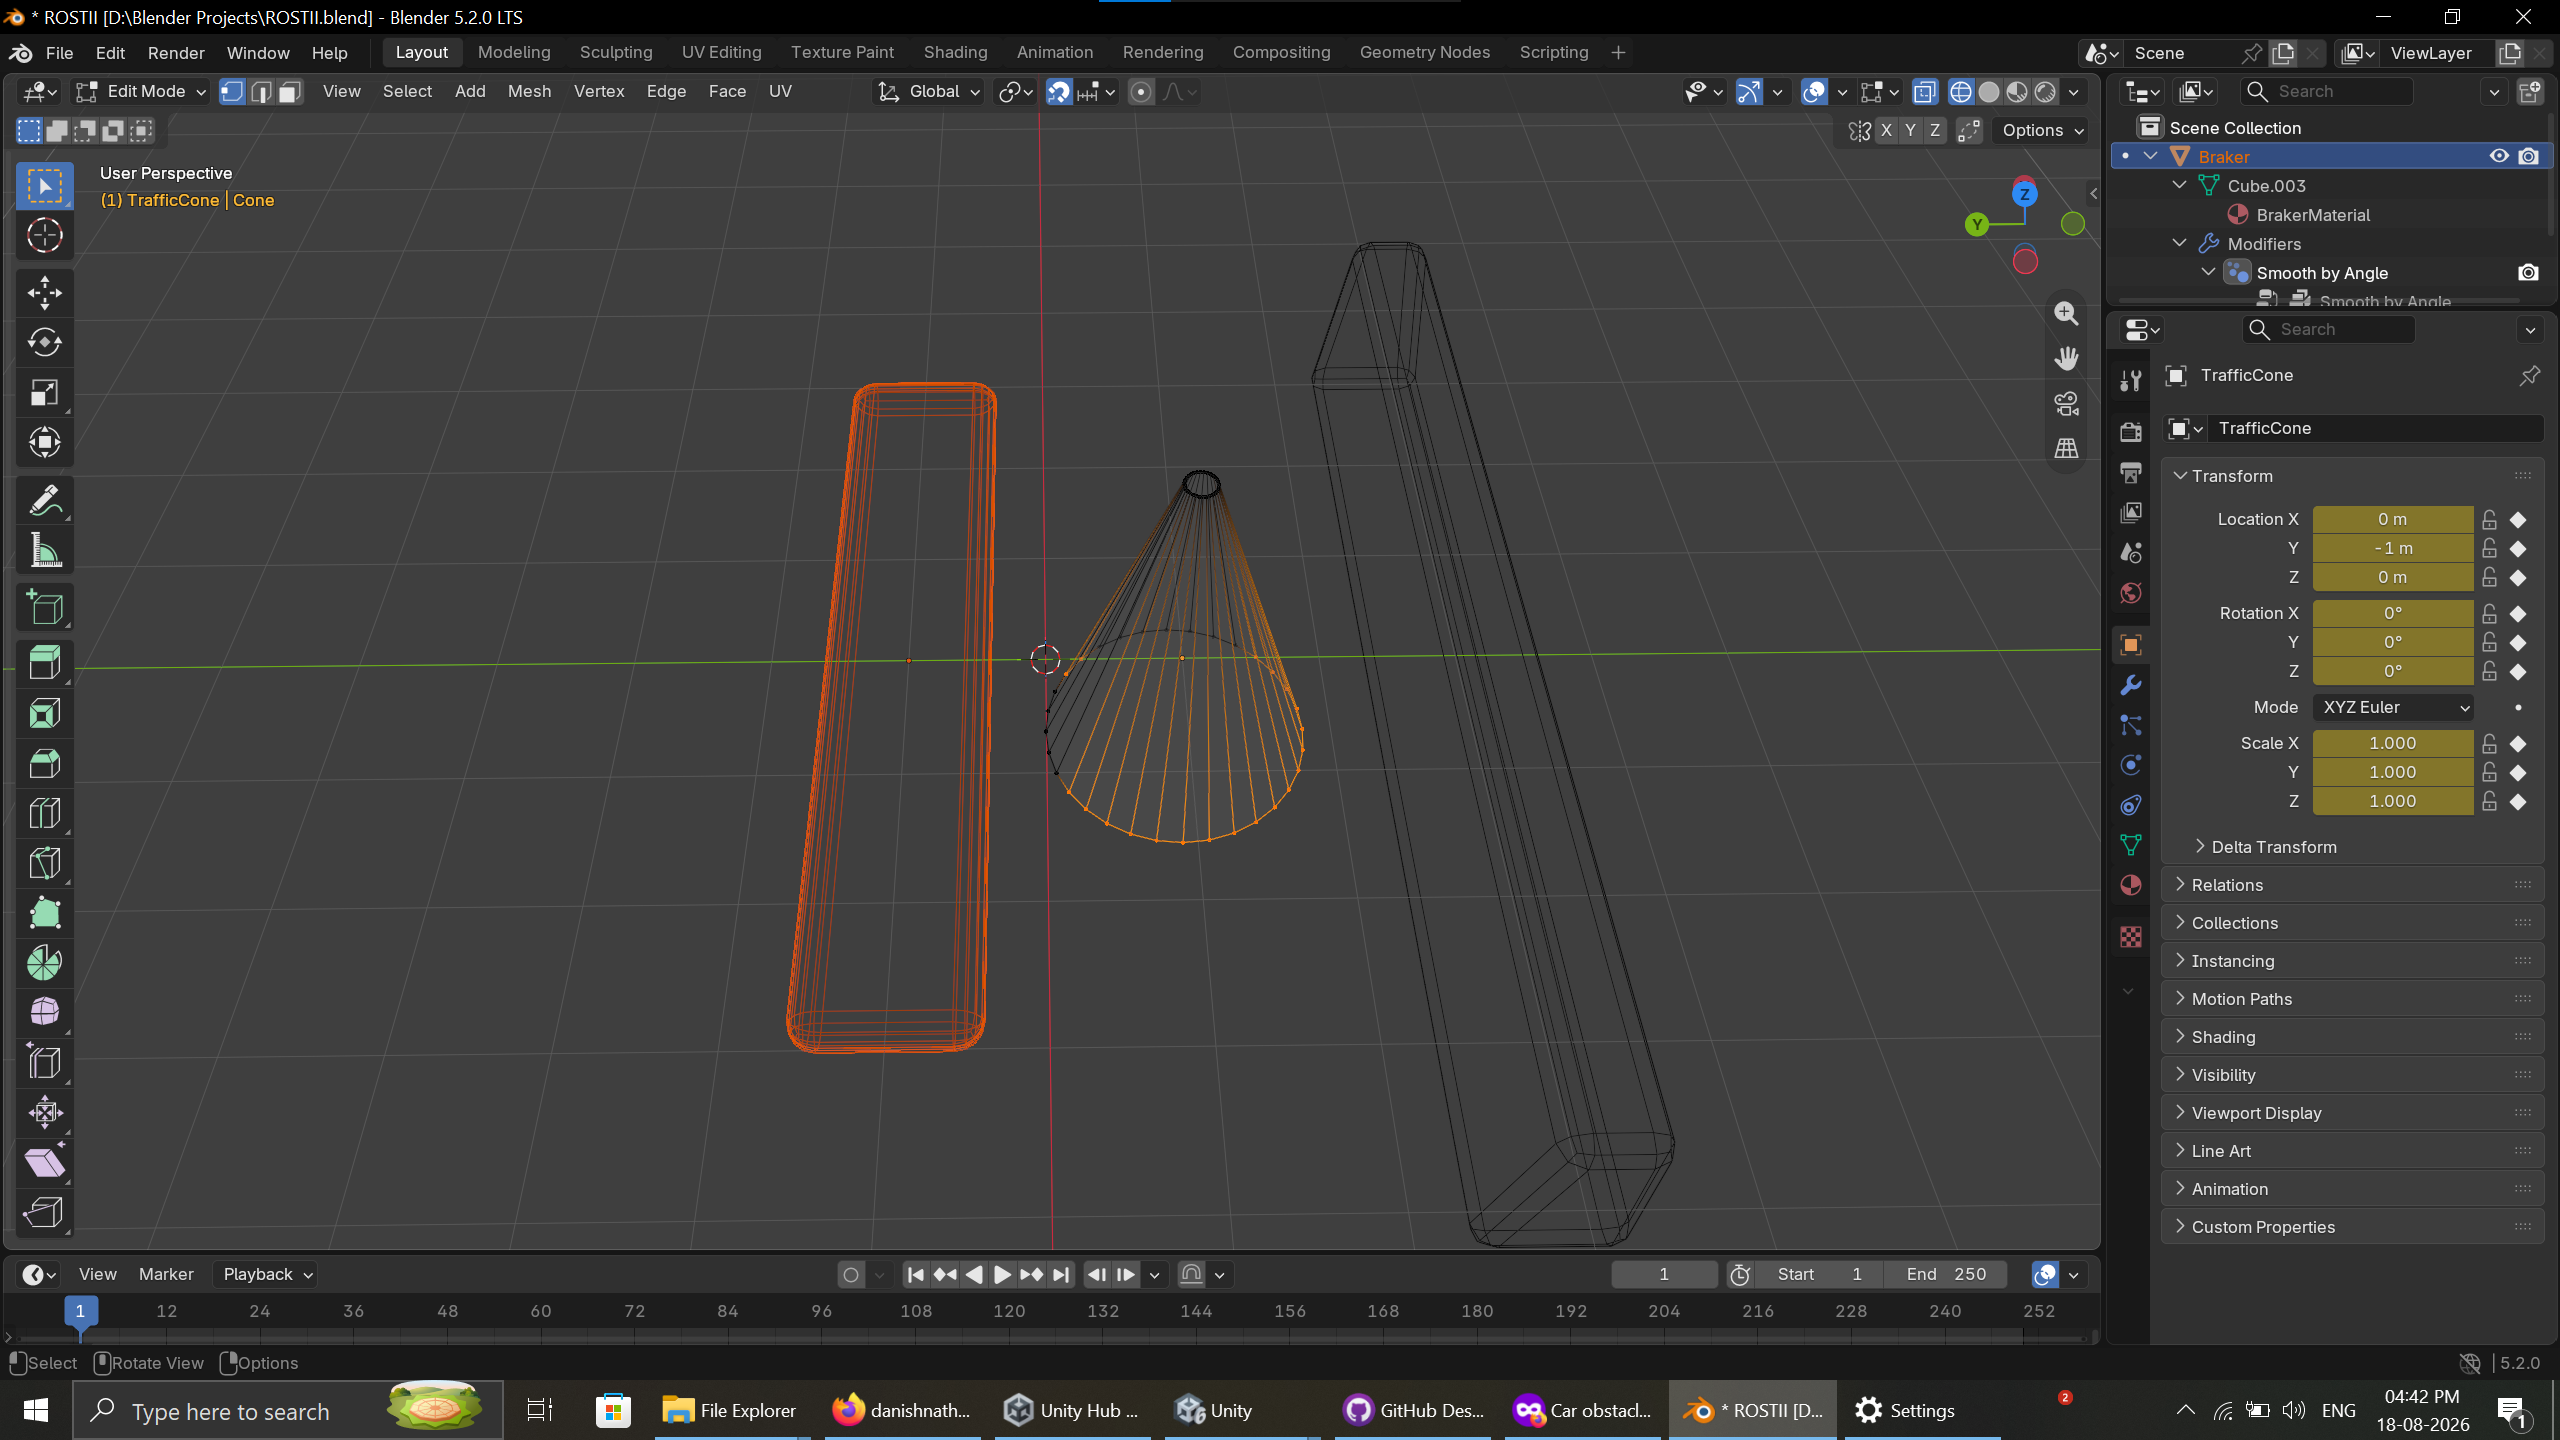 * ROSTII [D:\Blender Projects\ROSTII.blend] - Blender 5.2.0 LTS
File Edit Render Window Help Layout Modeling Sculpting UV Editing Texture Paint Shading Animation Rendering Compositing Geometry Nodes Scripting + Scene ViewLayer
Edit Mode View Select Add Mesh Vertex Edge Face UV Global Search
X Y Z Options
User Perspective
(1) TrafficCone | Cone
Z
Y
Scene Collection
Braker
Cube.003
BrakerMaterial
Modifiers
Smooth by Angle
Smooth by Angle
Search
TrafficCone
TrafficCone
Transform
Location X 0 m
Y -1 m
Z 0 m
Rotation X 0°
Y 0°
Z 0°
Mode XYZ Euler
Scale X 1.000
Y 1.000
Z 1.000
Delta Transform
Relations
Collections
Instancing
Motion Paths
Shading
Visibility
Viewport Display
Line Art
Animation
Custom Properties
View Marker Playback 1 Start 1 End 250
1 12 24 36 48 60 72 84 96 108 120 132 144 156 168 180 192 204 216 228 240 252
Select Rotate View Options 5.2.0
Type here to search File Explorer danishnath... Unity Hub ... Unity GitHub Des... Car obstacl... * ROSTII [D... Settings 2 ENG 04:42 PM
18-08-2026 1